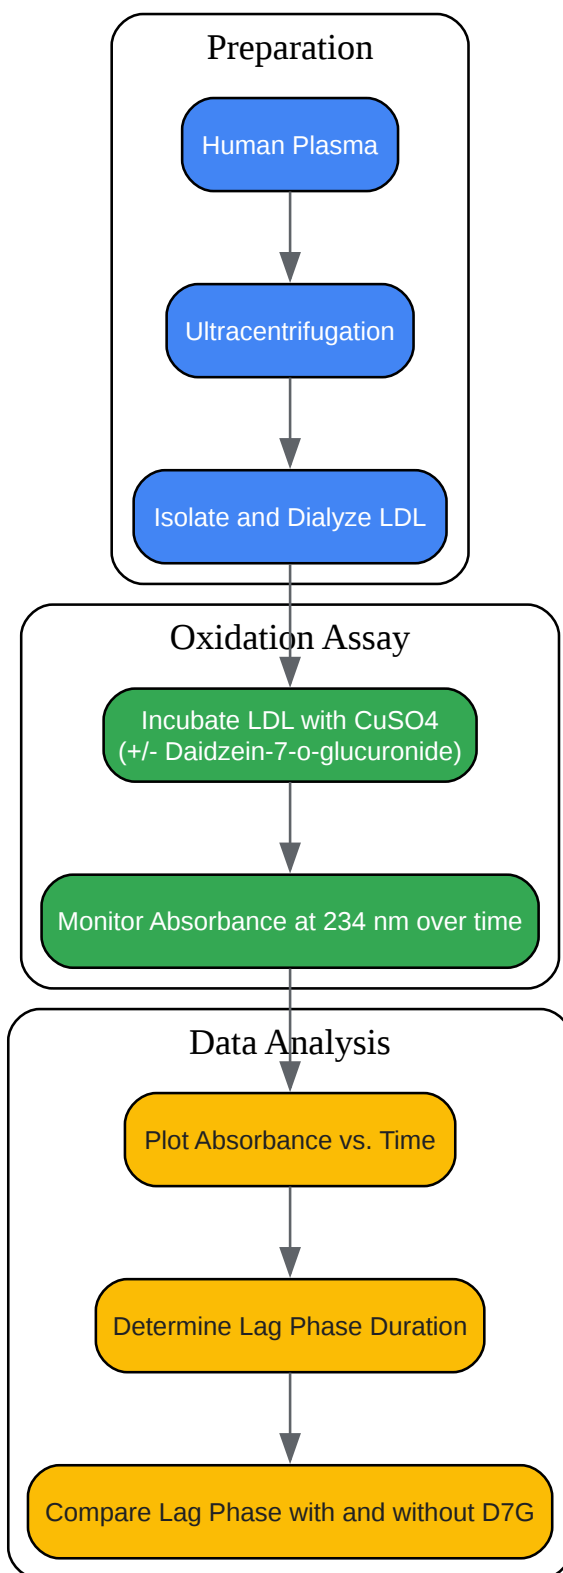 Preparation
Human Plasma
Ultracentrifugation
Isolate and Dialyze LDL
Oxidation Assay
Incubate LDL with CuSO4
(+/- Daidzein-7-o-glucuronide)
Monitor Absorbance at 234 nm over time
Data Analysis
Plot Absorbance vs. Time
Determine Lag Phase Duration
Compare Lag Phase with and without D7G